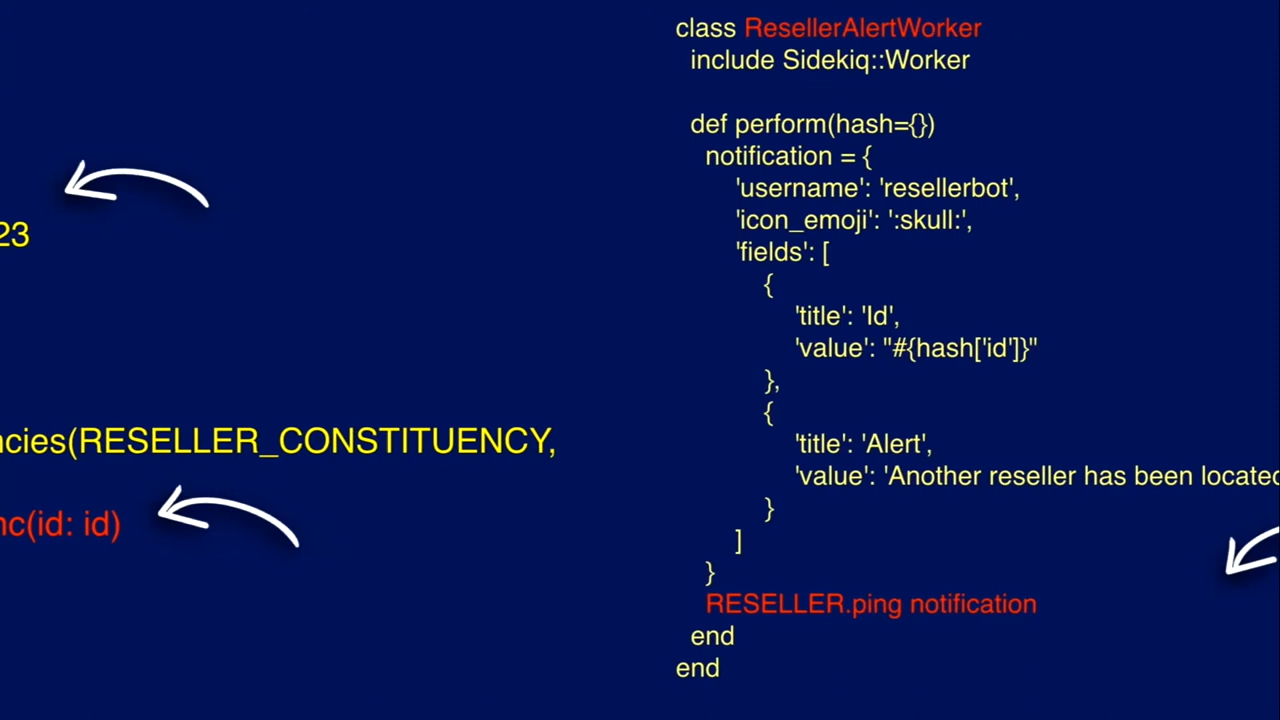 23
ncies(RESELLER_CONSTITUENCY,
nc(id: id)
class ResellerAlertWorker
include Sidekiq::Worker
def perform(hash={})
notification = {
'username': 'resellerbot',
'icon_emoji': ':skull:',
'fields': [
{
'title': 'Id',
'value': "#{hash['id']}"
},
{
'title': 'Alert',
'value': 'Another reseller has been located
}
]
}
RESELLER.ping notification
end
end